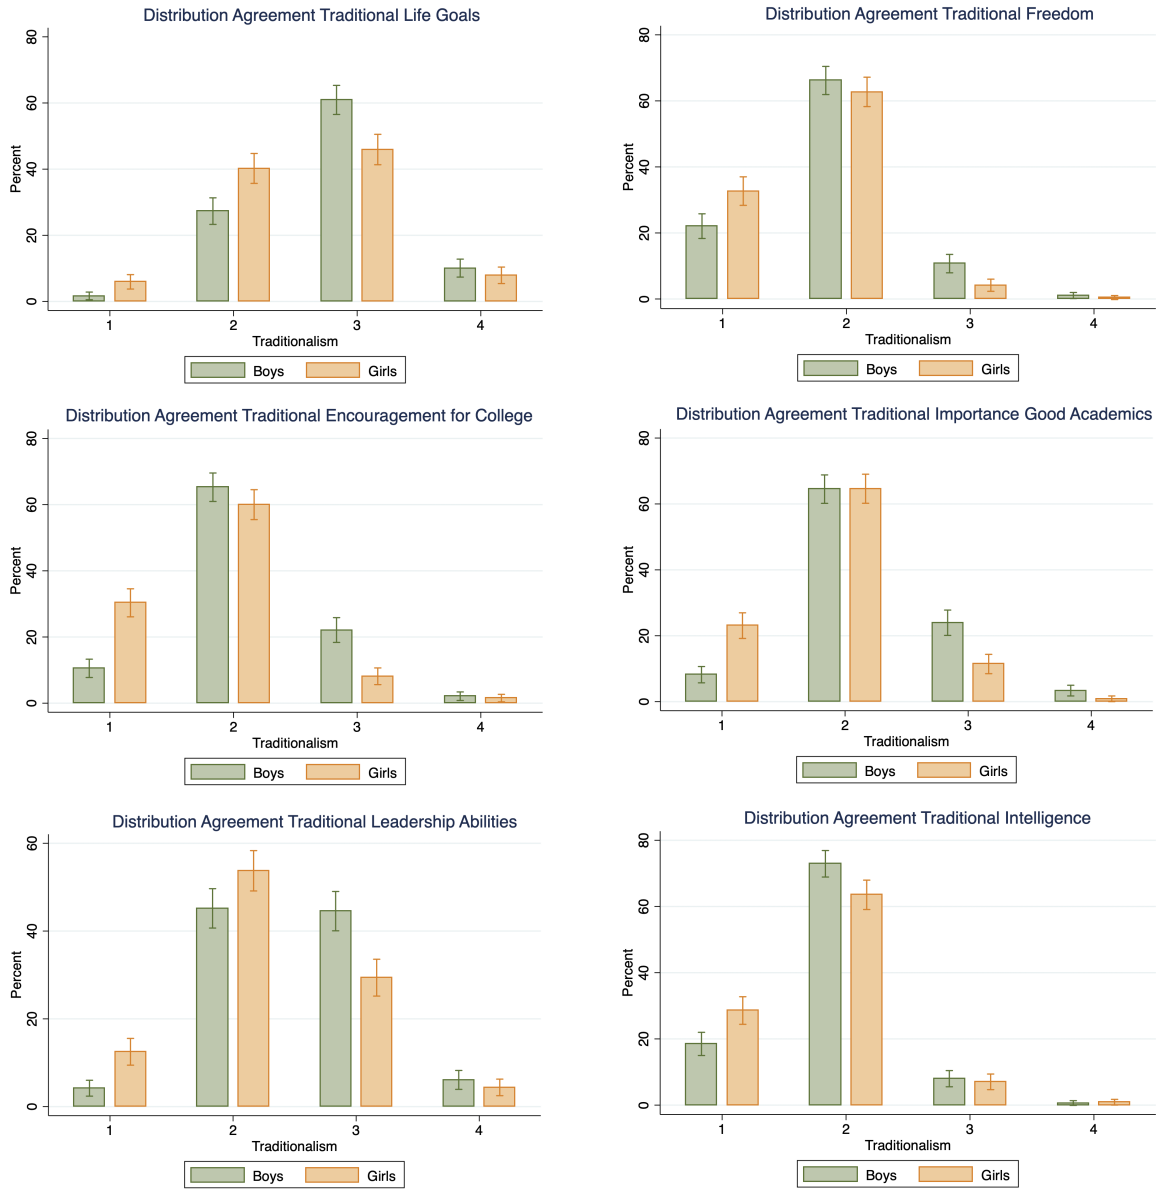 Distribution Agreement Traditional Life Goals
80
60
40
20
0
Percent
1 2 3 4
Traditionalism
Boys Girls
Distribution Agreement Traditional Freedom
80
60
40
20
0
Percent
1 2 3 4
Traditionalism
Boys Girls
Distribution Agreement Traditional Encouragement for College
80
60
40
20
0
Percent
1 2 3 4
Traditionalism
Boys Girls
Distribution Agreement Traditional Importance Good Academics
80
60
40
20
0
Percent
1 2 3 4
Traditionalism
Boys Girls
Distribution Agreement Traditional Leadership Abilities
60
40
20
0
Percent
1 2 3 4
Traditionalism
Boys Girls
Distribution Agreement Traditional Intelligence
80
60
40
20
0
Percent
1 2 3 4
Traditionalism
Boys Girls